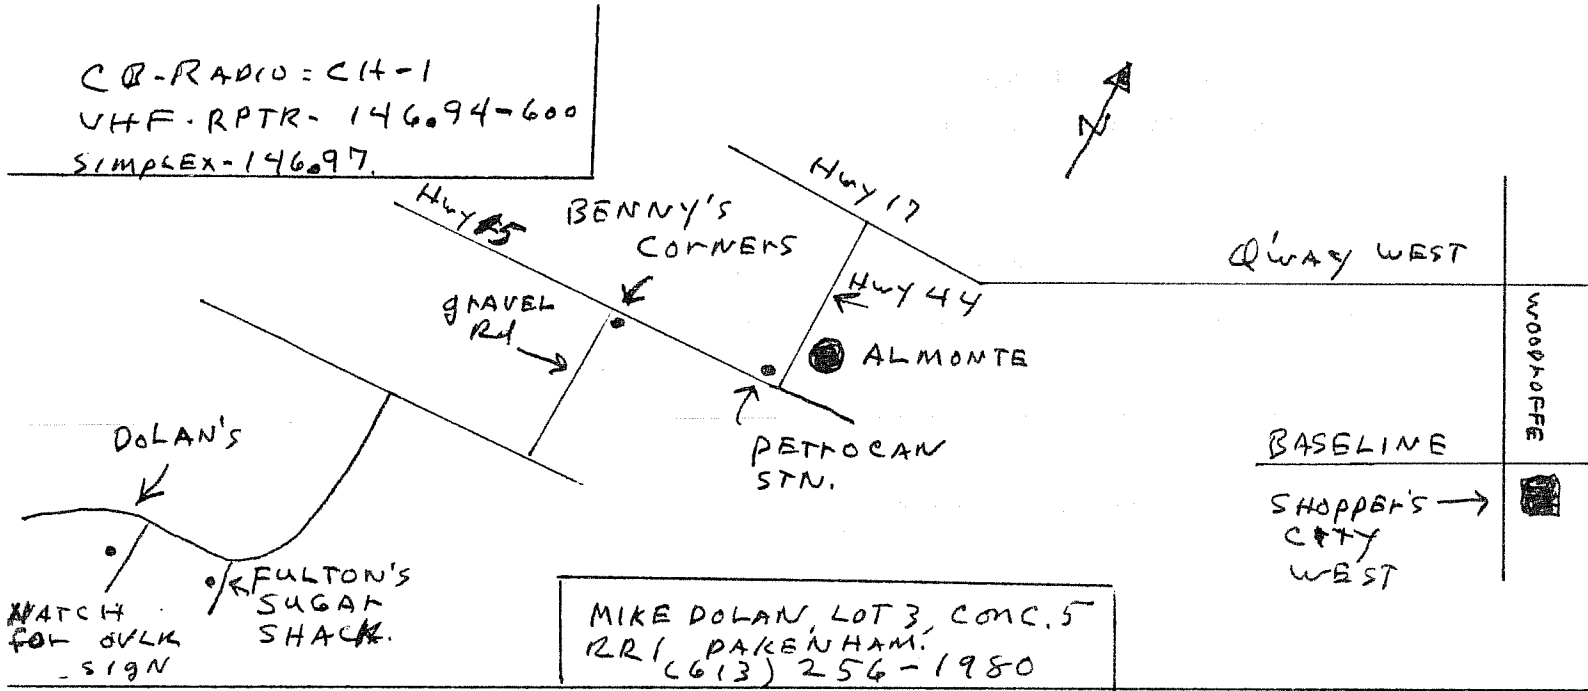 CB-RADIO = CH-1
VHF. RPTR- 146.94-600
SIMPLEX-146.97.
N
Hwy 17
Hwy 15
BENNY'S
CORNERS
Q'WAY WEST
Hwy 44
gravel
Rd
WOODROFFE
ALMONTE
DOLAN'S
PETROCAN
STN.
BASELINE
SHOPPER'S
CITY
WEST
FULTON'S
SUGAR
SHACK.
WATCH
FOR OVLR
SIGN
MIKE DOLAN, LOT 3, CONC. 5
RR1, PAKENHAM.
(613) 256-1980